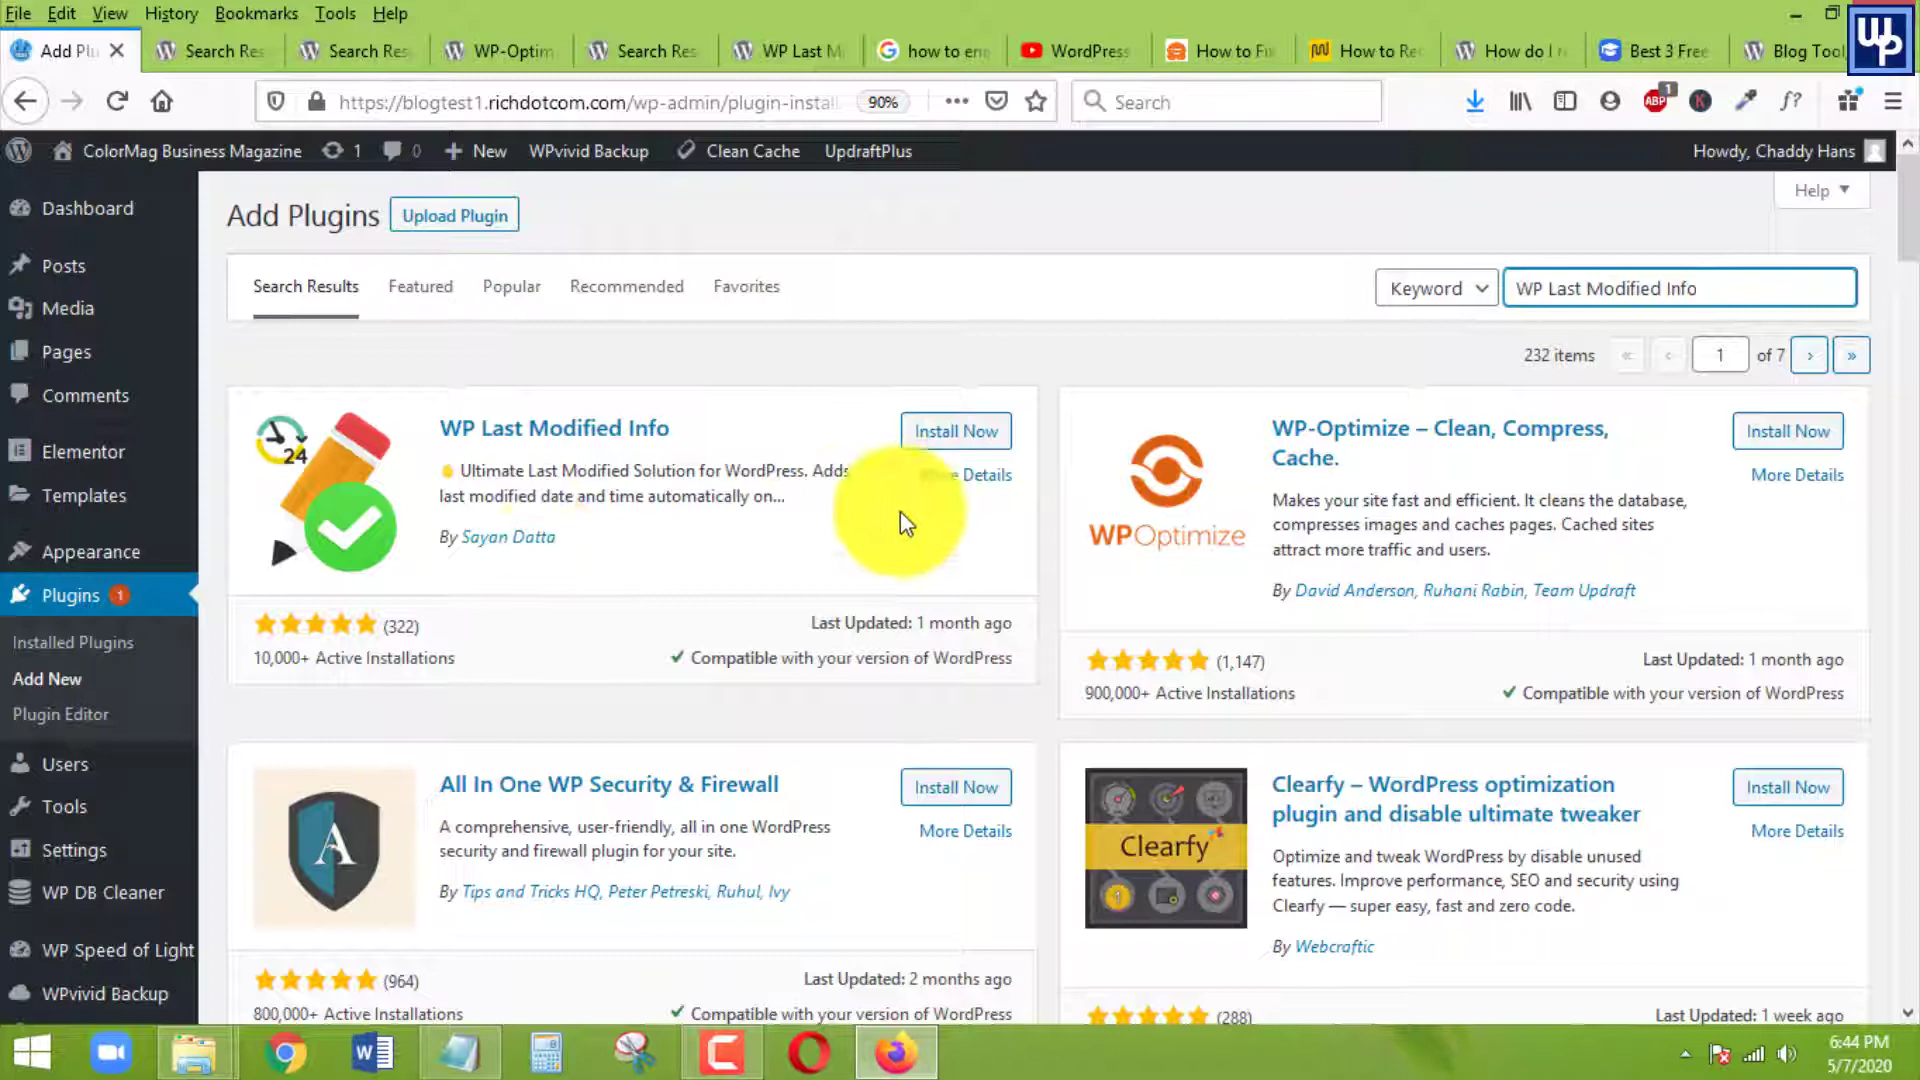 File Edit View History Bookmarks Tools Help
Add Plu
Search Res
Search Res
WP-Optim
Search Res
WP Last M
how to en
WordPress
How to Fi
How to Re
How do I r
Best 3 Free
Blog Tool
wp
https://blogtest1.richdotcom.com/wp-admin/plugin-instal
90%
Search
ABP
1
K
f?
ColorMag Business Magazine
1
0
New
WPvivid Backup
Clean Cache
UpdraftPlus
Howdy, Chaddy Hans
Dashboard
Posts
Media
Pages
Comments
Elementor
Templates
Appearance
Plugins 1
Installed Plugins
Add New
Plugin Editor
Users
Tools
Settings
WP DB Cleaner
WP Speed of Light
WPvivid Backup
Help
Add Plugins
Upload Plugin
Search Results
Featured
Popular
Recommended
Favorites
Keyword
WP Last Modified Info
232 items « ‹ 1 of 7 › »
24
WP Last Modified Info
Install Now
Details
Ultimate Last Modified Solution for WordPress. Adds
last modified date and time automatically on...
By Sayan Datta
(322)
10,000+ Active Installations
Last Updated: 1 month ago
Compatible with your version of WordPress
WPOptimize
WP-Optimize – Clean, Compress,
Cache.
Install Now
More Details
Makes your site fast and efficient. It cleans the database,
compresses images and caches pages. Cached sites
attract more traffic and users.
By David Anderson, Ruhani Rabin, Team Updraft
(1,147)
900,000+ Active Installations
Last Updated: 1 month ago
Compatible with your version of WordPress
A
All In One WP Security & Firewall
Install Now
More Details
A comprehensive, user-friendly, all in one WordPress
security and firewall plugin for your site.
By Tips and Tricks HQ, Peter Petreski, Ruhul, Ivy
(964)
800,000+ Active Installations
Last Updated: 2 months ago
Compatible with your version of WordPress
Clearfy
Clearfy – WordPress optimization
plugin and disable ultimate tweaker
Install Now
More Details
Optimize and tweak WordPress by disable unused
features. Improve performance, SEO and security using
Clearfy — super easy, fast and zero code.
By Webcraftic
(288)
Last Updated: 1 week ago
6:44 PM
5/7/2020